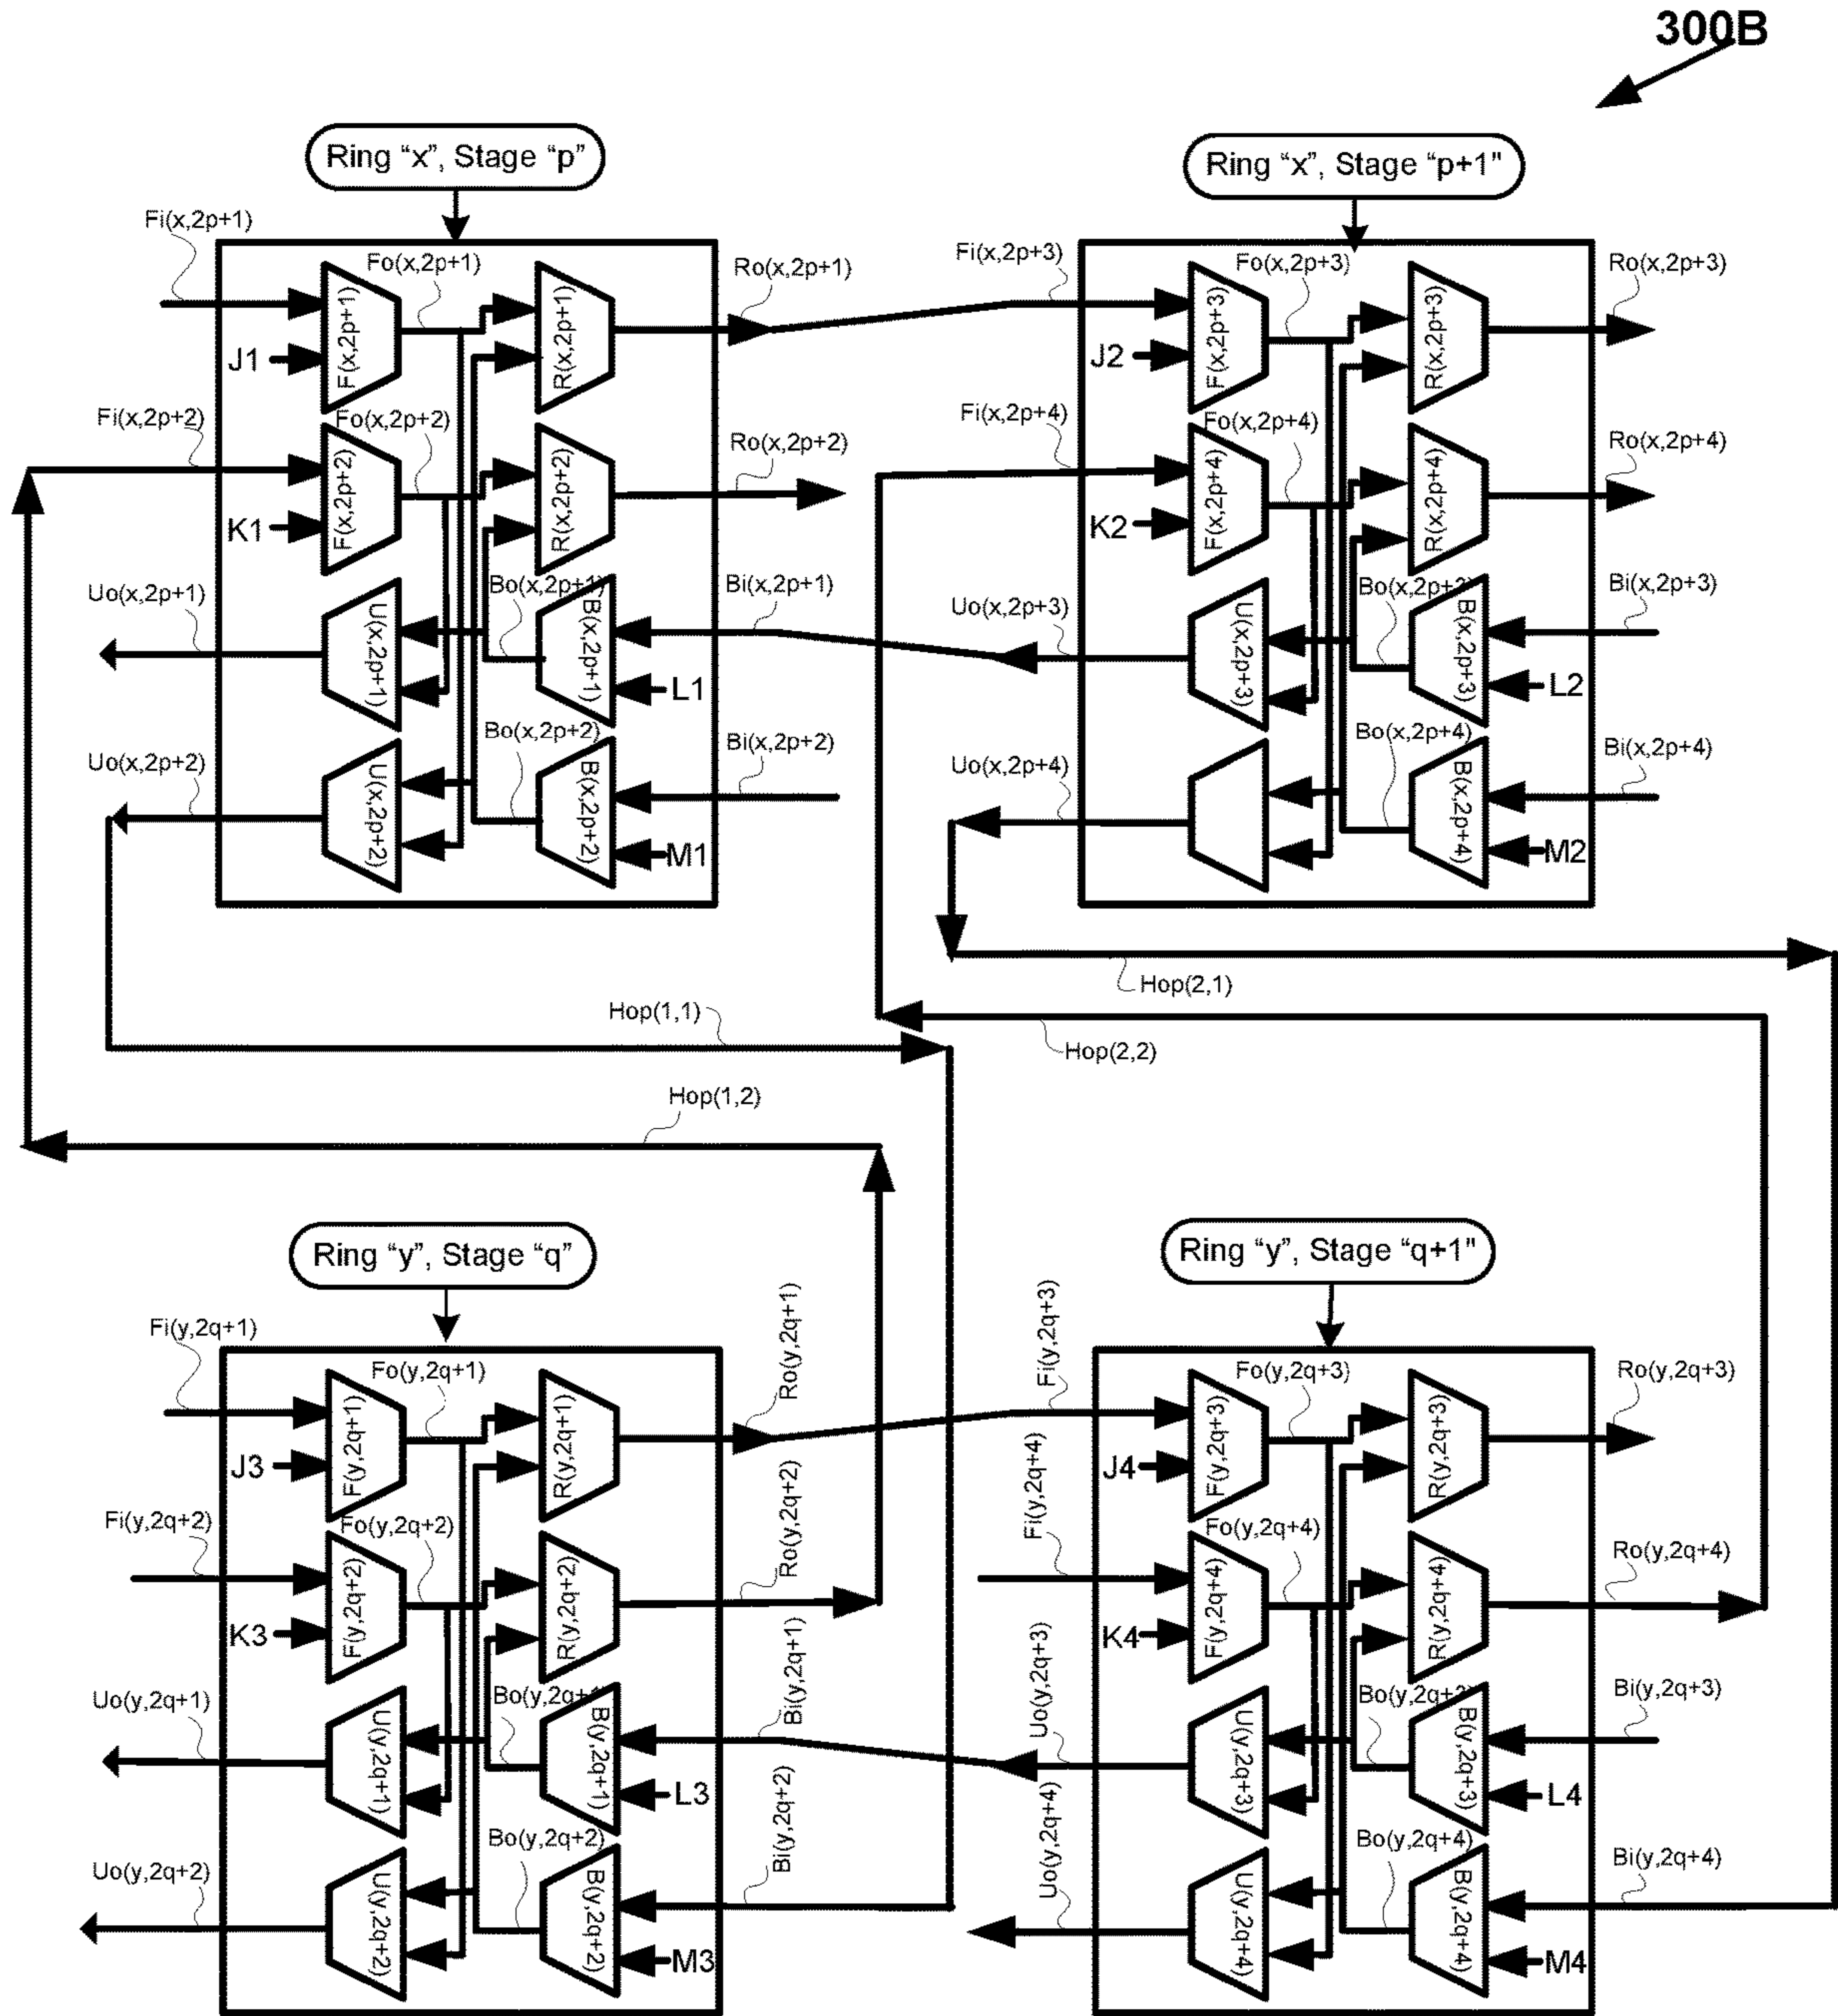 300B
Ring “x”, Stage “p”
Ring “x”, Stage “p+1"
Fi(x,2p+1)
Fo(x,2p+1)
Ro(x,2p+1)
F(x,2p+1)
R(x,2p+1)
J1
Fi(x,2p+2)
Fo(x,2p+2)
Ro(x,2p+2)
F(x,2p+2)
R(x,2p+2)
K1
Uo(x,2p+1)
Bo(x,2p+1)
Bi(x,2p+1)
U(x,2p+1)
B(x,2p+1)
L1
Uo(x,2p+2)
Bo(x,2p+2)
Bi(x,2p+2)
U(x,2p+2)
B(x,2p+2)
M1
Fi(x,2p+3)
Fo(x,2p+3)
Ro(x,2p+3)
F(x,2p+3)
R(x,2p+3)
J2
Fi(x,2p+4)
Fo(x,2p+4)
Ro(x,2p+4)
F(x,2p+4)
R(x,2p+4)
K2
Uo(x,2p+3)
Bi(x,2p+3)
U(x,2p+3)
B(x,2p+3)
L2
Uo(x,2p+4)
Bo(x,2p+4)
Bi(x,2p+4)
B(x,2p+4)
M2
Hop(2,1)
Hop(1,1)
Hop(2,2)
Hop(1,2)
Ring “y”, Stage “q”
Ring “y”, Stage “q+1"
Fi(y,2q+1)
Fo(y,2q+1)
Ro(y,2q+1)
F(y,2q+1)
R(y,2q+1)
J3
Fi(y,2q+2)
Fo(y,2q+2)
Ro(y,2q+2)
F(y,2q+2)
R(y,2q+2)
K3
Uo(y,2q+1)
Bi(y,2q+1)
U(y,2q+1)
B(y,2q+1)
L3
Uo(y,2q+2)
Bo(y,2q+2)
Bi(y,2q+2)
U(y,2q+2)
B(y,2q+2)
M3
Fi(y,2q+3)
Fo(y,2q+3)
Ro(y,2q+3)
F(y,2q+3)
R(y,2q+3)
J4
Fi(y,2q+4)
Fo(y,2q+4)
Ro(y,2q+4)
F(y,2q+4)
R(y,2q+4)
K4
Uo(y,2q+3)
Bi(y,2q+3)
U(y,2q+3)
B(y,2q+3)
L4
Uo(y,2q+4)
Bo(y,2q+4)
Bi(y,2q+4)
U(y,2q+4)
B(y,2q+4)
M4